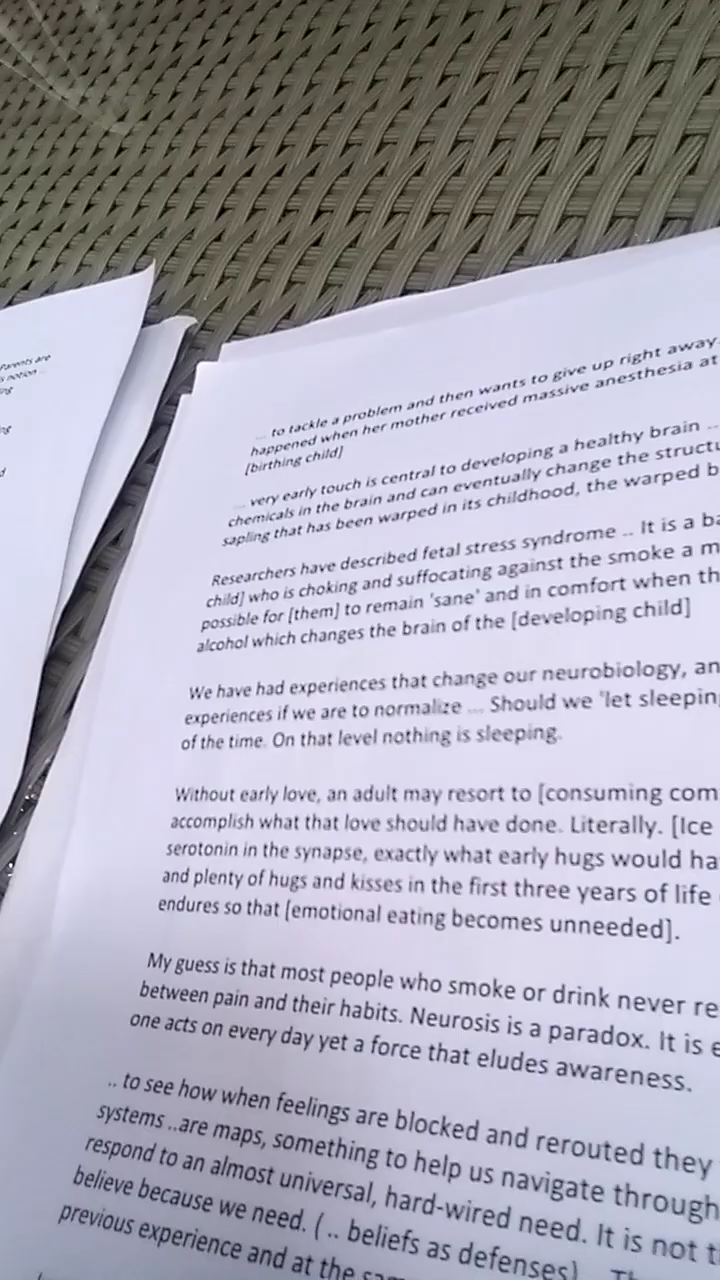 Parents are
notion ...
... to tackle a problem and then wants to give up right away.
happened when her mother received massive anesthesia at
[birthing child]
... very early touch is central to developing a healthy brain ..
chemicals in the brain and can eventually change the
sapling that has been warped in its childhood, the warped
Researchers have described fetal stress syndrome .. It is a
child] who is choking and suffocating against the smoke a
possible for [them] to remain 'sane' and in comfort when
alcohol which changes the brain of the [developing child]
We have had experiences that change our neurobiology,
experiences if we are to normalize ... Should we 'let
of the time. On that level nothing is sleeping.
Without early love, an adult may resort to [consuming
accomplish what that love should have done. Literally. [Ice
serotonin in the synapse, exactly what early hugs would
and plenty of hugs and kisses in the first three years of life
endures so that [emotional eating becomes unneeded].
My guess is that most people who smoke or drink never
between pain and their habits. Neurosis is a paradox. It is
one acts on every day yet a force that eludes awareness.
.. to see how when feelings are blocked and rerouted they
systems ..are maps, something to help us navigate through
respond to an almost universal, hard-wired need. It is not
believe because we need. ( .. beliefs as defenses)
previous experience and at the